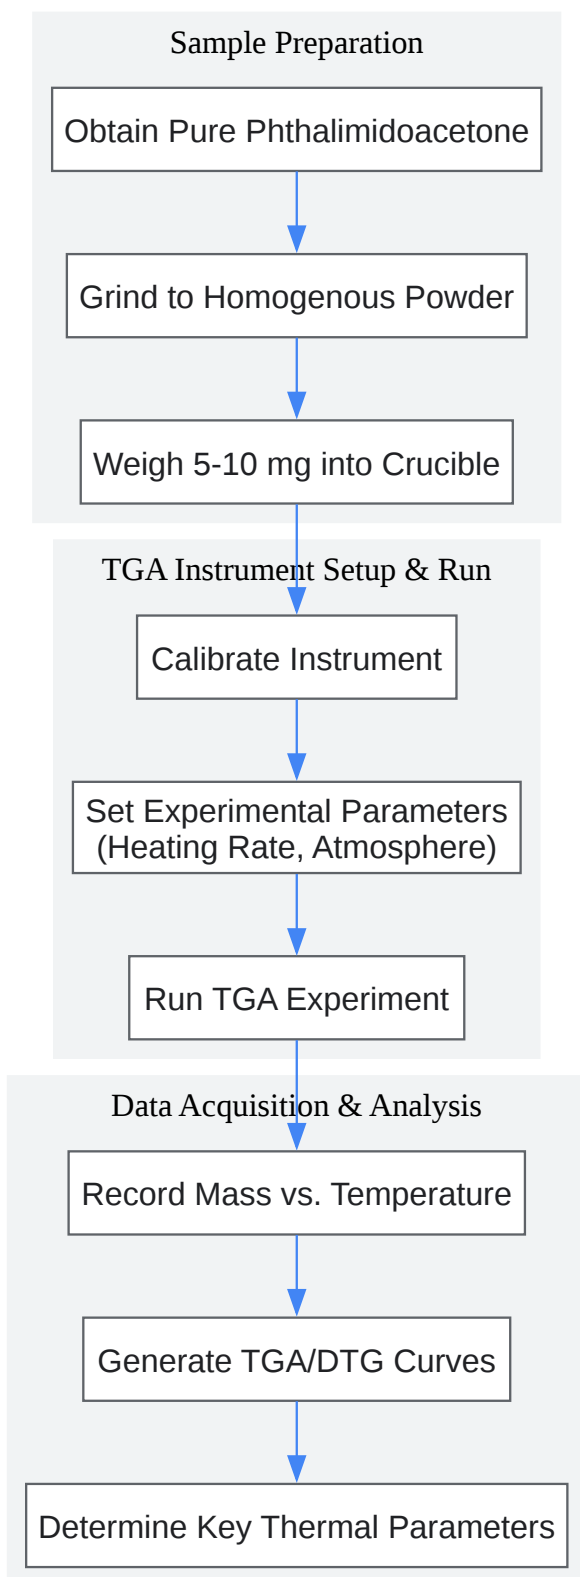 Sample Preparation
Obtain Pure Phthalimidoacetone
Grind to Homogenous Powder
Weigh 5-10 mg into Crucible
TGA Instrument Setup & Run
Calibrate Instrument
Set Experimental Parameters
(Heating Rate, Atmosphere)
Run TGA Experiment
Data Acquisition & Analysis
Record Mass vs. Temperature
Generate TGA/DTG Curves
Determine Key Thermal Parameters